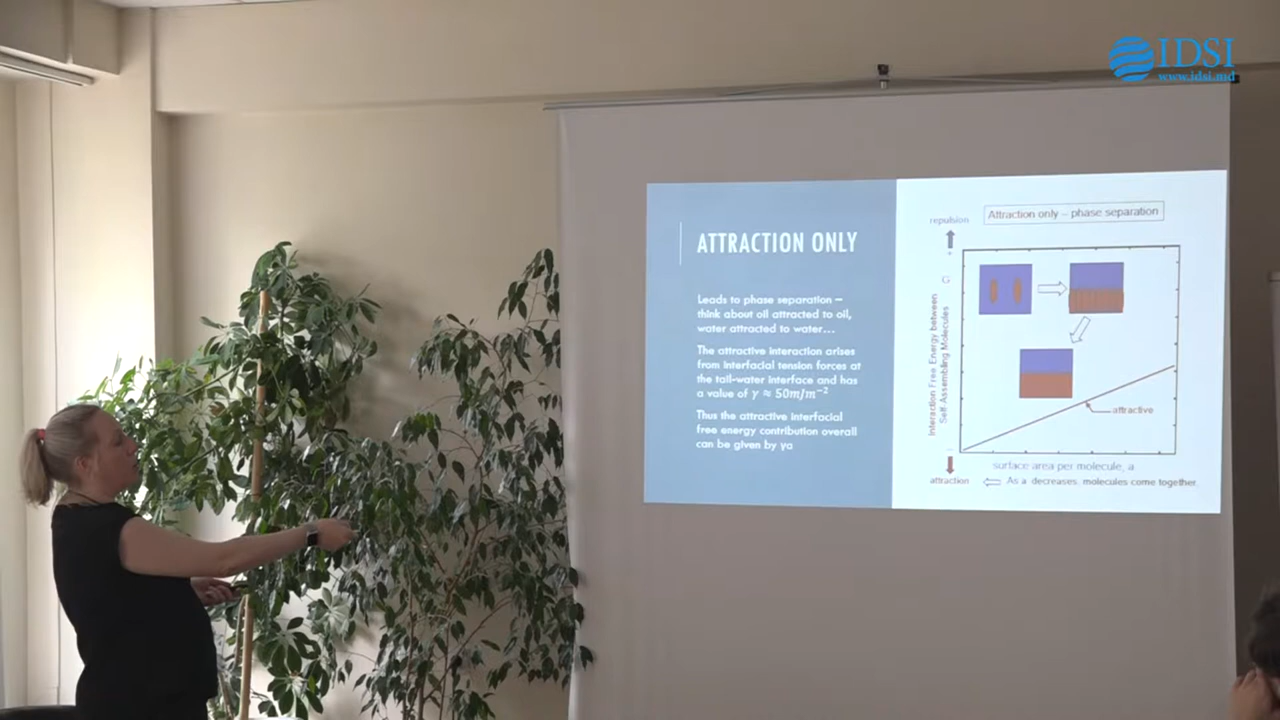 IDSI
www.idsi.md
ATTRACTION ONLY
Leads to phase separation –
think about oil attracted to oil,
water attracted to water...
The attractive interaction arises
from interfacial tension forces at
the tail-water interface and has
a value of γ ≈ 50m/m⁻²
Thus the attractive interfacial
free energy contribution overall
can be given by γa
repulsion
Attraction only – phase separation
+
G
Interaction Free Energy between
Self-Assembling Molecules
attractive
surface area per molecule, a
attraction
As a decreases, molecules come together